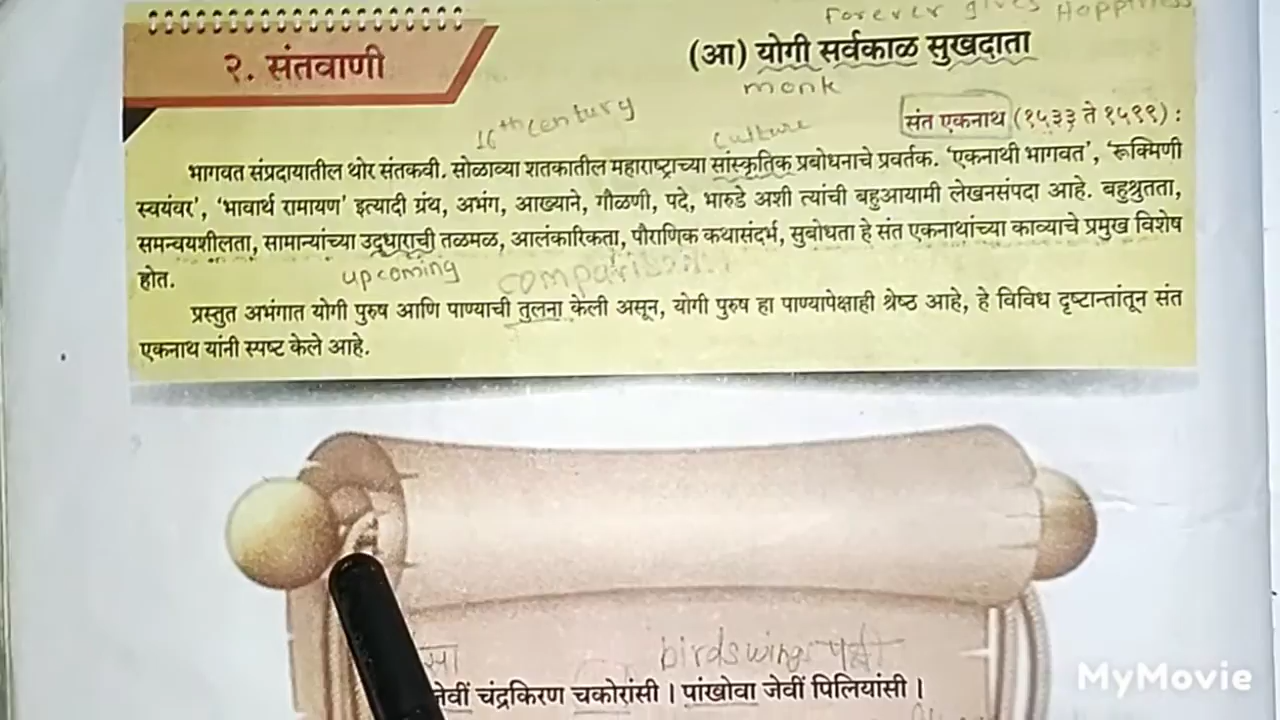 Forever gives Happiness
२. संतवाणी
(आ) योगी सर्वकाळ सुखदाता
monk
16th century
culture
संत एकनाथ (१५३३ ते १५९९) :
भागवत संप्रदायातील थोर संतकवी. सोळाव्या शतकातील महाराष्ट्राच्या सांस्कृतिक प्रबोधनाचे प्रवर्तक. ‘एकनाथी भागवत’, ‘रूक्मिणी
स्वयंवर’, ‘भावार्थ रामायण’ इत्यादी ग्रंथ, अभंग, आख्याने, गौळणी, पदे, भारुडे अशी त्यांची बहुआयामी लेखनसंपदा आहे. बहुश्रुतता,
समन्वयशीलता, सामान्यांच्या उद्धाराची तळमळ, आलंकारिकता, पौराणिक कथासंदर्भ, सुबोधता हे संत एकनाथांच्या काव्याचे प्रमुख विशेष
होत.
upcoming
प्रस्तुत अभंगात योगी पुरुष आणि पाण्याची तुलना केली असून, योगी पुरुष हा पाण्यापेक्षाही श्रेष्ठ आहे, हे विविध दृष्टान्तांतून संत
एकनाथ यांनी स्पष्ट केले आहे.
birds wings
जेवीं चंद्रकिरण चकोरांसी । पांखोवा जेवीं पिलियांसी ।
MyMovie